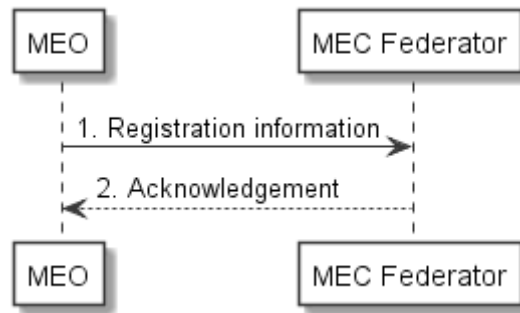 MEO
MEC Federator
1. Registration information
2. Acknowledgement
MEO
MEC Federator